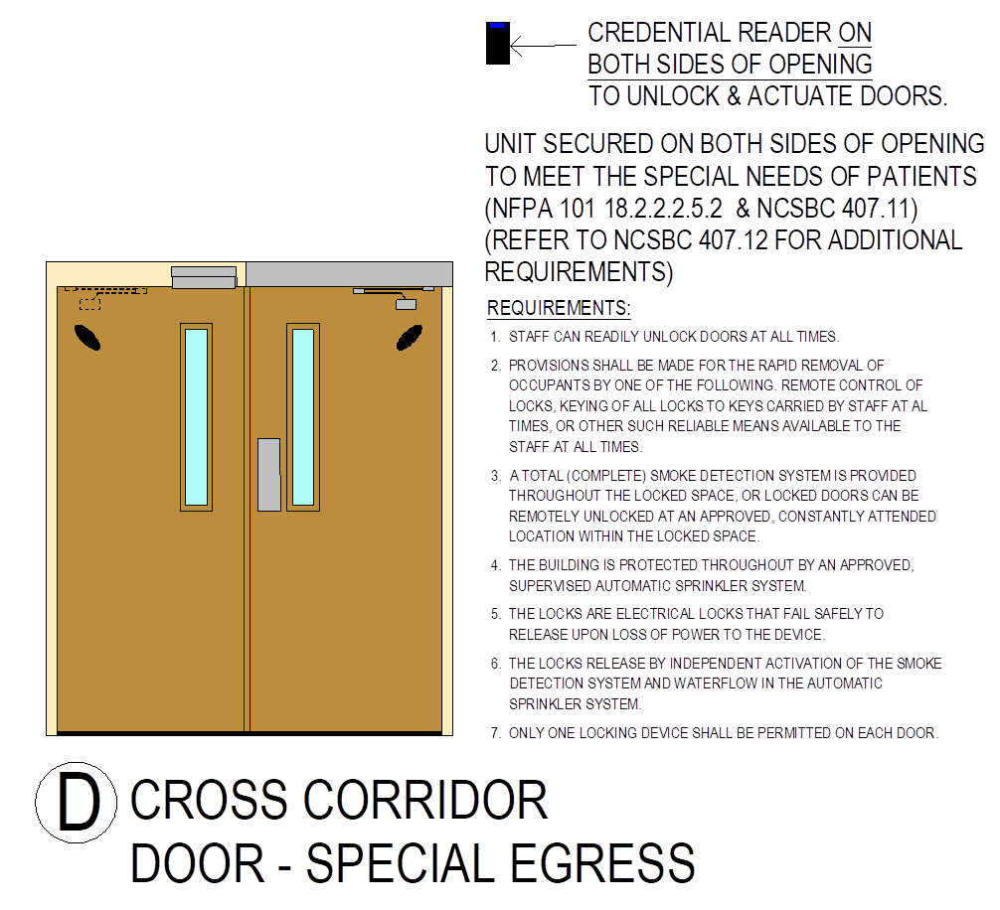 CREDENTIAL READER ON
BOTH SIDES OF OPENING
TO UNLOCK & ACTUATE DOORS.
UNIT SECURED ON BOTH SIDES OF OPENING
TO MEET THE SPECIAL NEEDS OF PATIENTS
(NFPA 101 18.2.2.2.5.2 & NCSBC 407.11)
(REFER TO NCSBC 407.12 FOR ADDITIONAL
REQUIREMENTS)
REQUIREMENTS:
1. STAFF CAN READILY UNLOCK DOORS AT ALL TIMES.
2. PROVISIONS SHALL BE MADE FOR THE RAPID REMOVAL OF
OCCUPANTS BY ONE OF THE FOLLOWING. REMOTE CONTROL OF
LOCKS, KEYING OF ALL LOCKS TO KEYS CARRIED BY STAFF AT AL
TIMES, OR OTHER SUCH RELIABLE MEANS AVAILABLE TO THE
STAFF AT ALL TIMES.
3. A TOTAL (COMPLETE) SMOKE DETECTION SYSTEM IS PROVIDED
THROUGHOUT THE LOCKED SPACE, OR LOCKED DOORS CAN BE
REMOTELY UNLOCKED AT AN APPROVED, CONSTANTLY ATTENDED
LOCATION WITHIN THE LOCKED SPACE.
4. THE BUILDING IS PROTECTED THROUGHOUT BY AN APPROVED,
SUPERVISED AUTOMATIC SPRINKLER SYSTEM.
5. THE LOCKS ARE ELECTRICAL LOCKS THAT FAIL SAFELY TO
RELEASE UPON LOSS OF POWER TO THE DEVICE.
6. THE LOCKS RELEASE BY INDEPENDENT ACTIVATION OF THE SMOKE
DETECTION SYSTEM AND WATERFLOW IN THE AUTOMATIC
SPRINKLER SYSTEM.
7. ONLY ONE LOCKING DEVICE SHALL BE PERMITTED ON EACH DOOR.
D CROSS CORRIDOR
DOOR - SPECIAL EGRESS